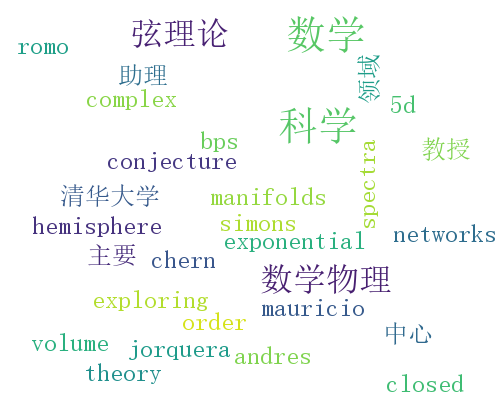 弦理论
数学
romo
助理
领域
complex
5d
科学
bps
教授
conjecture
spectra
清华大学
manifolds
hemisphere
simons
exponential
networks
主要
chern
数学物理
exploring
mauricio
order
中心
volume
jorquera
andres
theory
closed